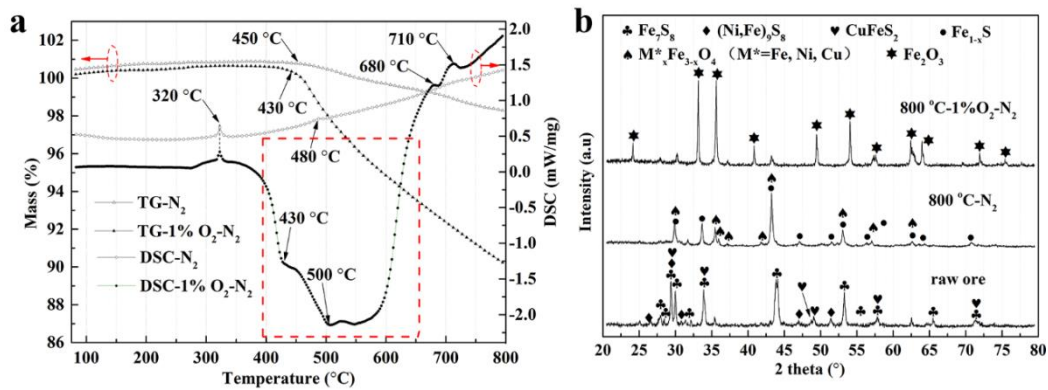 a
102
100
98
96
94
92
90
88
86
Mass (%)
100
200
300
400
500
600
700
800
Temperature (°C)
2.0
1.5
1.0
0.5
0.0
-0.5
-1.0
-1.5
-2.0
DSC (mW/mg)
450 °C
710 °C
680 °C
430 °C
320 °C
480 °C
430 °C
500 °C
TG-N2
TG-1% O2-N2
DSC-N2
DSC-1% O2-N2
b
Fe7S8
(Ni,Fe)9S8
CuFeS2
Fe1-xS
M*xFe3-xO4（M*=Fe, Ni, Cu）
Fe2O3
800 °C-1%O2-N2
800 °C-N2
raw ore
Intensity (a.u)
20 25 30 35 40 45 50 55 60 65 70 75 80
2 theta (°)